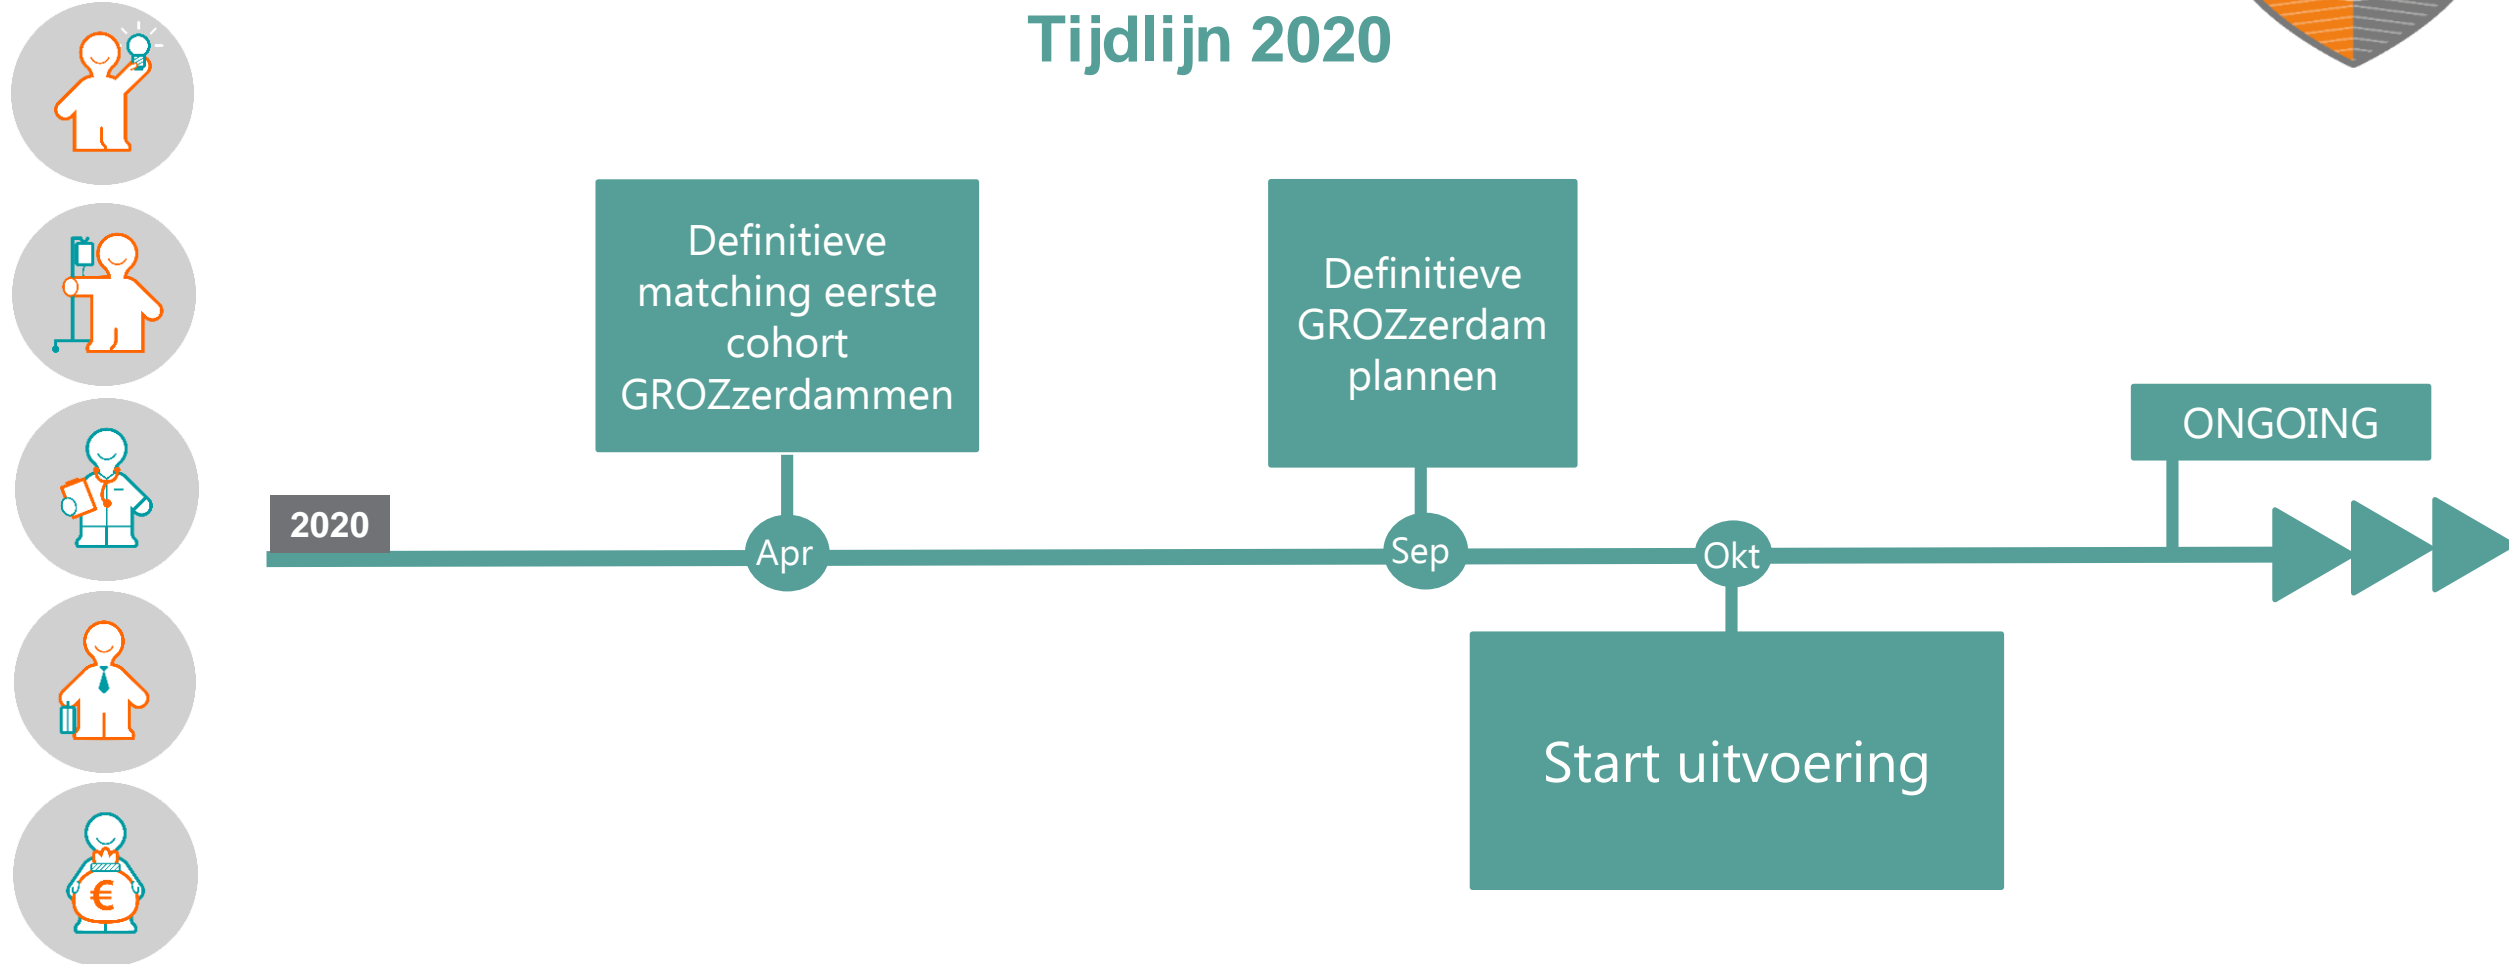 Tijdlijn 2020
Definitieve
matching eerste
cohort
GROZzerdammen
Definitieve
GROZzerdam
plannen
ONGOING
2020
Apr
Sep
Okt
Start uitvoering
€